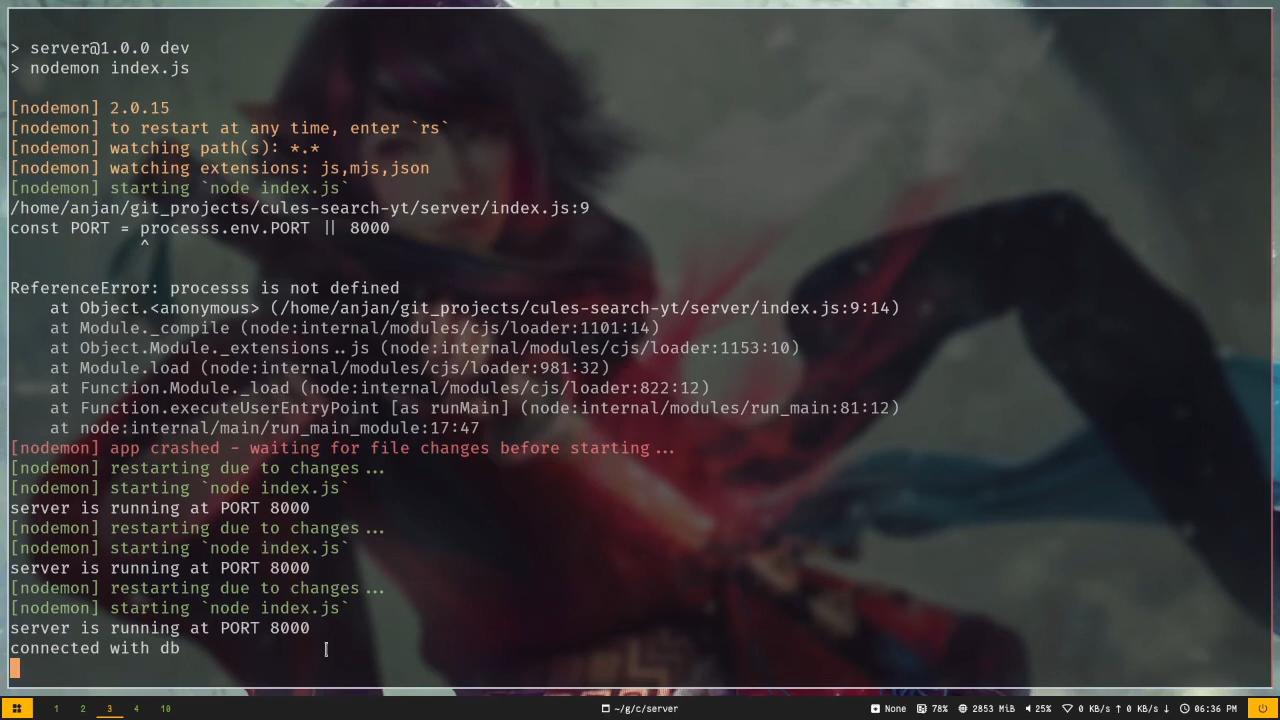 > server@1.0.0 dev
> nodemon index.js
[nodemon] 2.0.15
[nodemon] to restart at any time, enter `rs`
[nodemon] watching path(s): *.*
[nodemon] watching extensions: js,mjs,json
[nodemon] starting `node index.js`
/home/anjan/git_projects/cules-search-yt/server/index.js:9
const PORT = processs.env.PORT || 8000
^
ReferenceError: processs is not defined
at Object.<anonymous> (/home/anjan/git_projects/cules-search-yt/server/index.js:9:14)
at Module._compile (node:internal/modules/cjs/loader:1101:14)
at Object.Module._extensions..js (node:internal/modules/cjs/loader:1153:10)
at Module.load (node:internal/modules/cjs/loader:981:32)
at Function.Module._load (node:internal/modules/cjs/loader:822:12)
at Function.executeUserEntryPoint [as runMain] (node:internal/modules/run_main:81:12)
at node:internal/main/run_main_module:17:47
[nodemon] app crashed - waiting for file changes before starting...
[nodemon] restarting due to changes...
[nodemon] starting `node index.js`
server is running at PORT 8000
[nodemon] restarting due to changes...
[nodemon] starting `node index.js`
server is running at PORT 8000
[nodemon] restarting due to changes...
[nodemon] starting `node index.js`
server is running at PORT 8000
connected with db
1 2 3 4 10 ~/g/c/server None 78% 2853 MiB 25% 0 KB/s ↑ 0 KB/s ↓ 06:36 PM